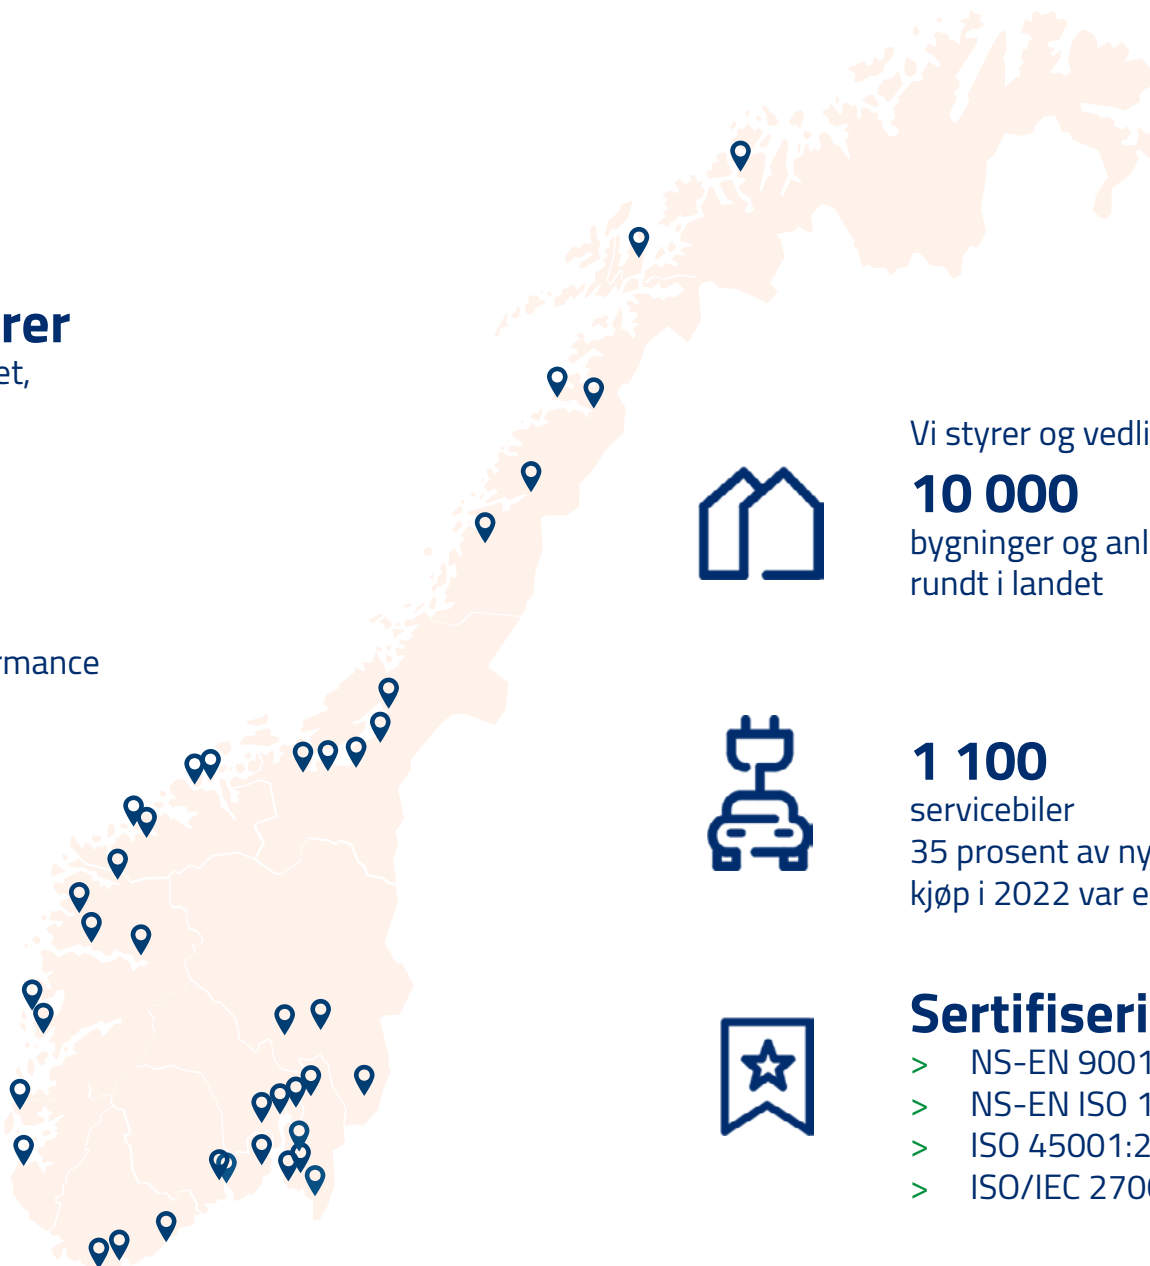 rer
et,
rmance
Vi styrer og vedli
10 000
bygninger og anl
rundt i landet
1 100
servicebiler
35 prosent av ny
kjøp i 2022 var e
Sertifiseri
> NS-EN 9001
> NS-EN ISO 1
> ISO 45001:2
> ISO/IEC 270